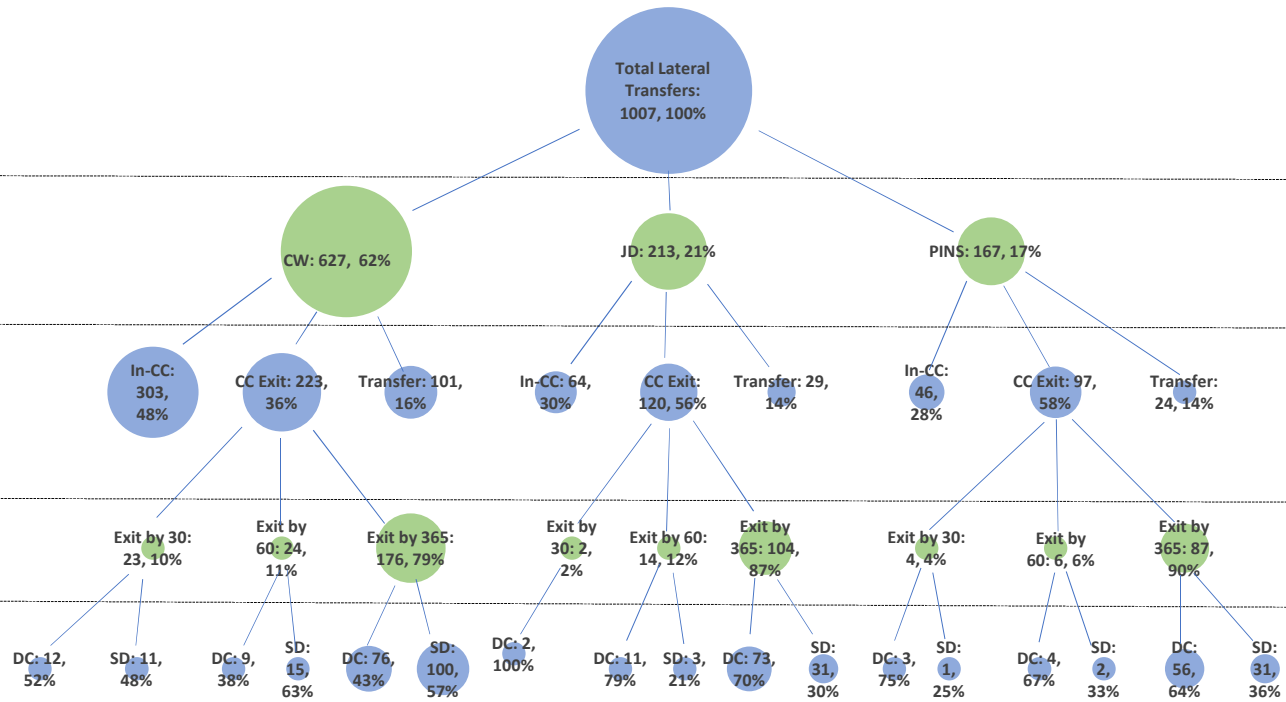 Total Lateral
Transfers:
1007, 100%
CW: 627, 62%
JD: 213, 21%
PINS: 167, 17%
In-CC:
303,
48%
CC Exit: 223,
36%
Transfer: 101,
16%
In-CC: 64,
30%
CC Exit:
120, 56%
Transfer: 29,
14%
In-CC:
46,
28%
CC Exit: 97,
58%
Transfer:
24, 14%
Exit by 30:
23, 10%
Exit by
60: 24,
11%
Exit by 365:
176, 79%
Exit by
30: 2,
2%
Exit by 60:
14, 12%
Exit by
365: 104,
87%
Exit by 30:
4, 4%
Exit by
60: 6, 6%
Exit by
365: 87,
90%
DC: 12,
52%
SD: 11,
48%
DC: 9,
38%
SD:
15,
63%
DC: 76,
43%
SD:
100,
57%
DC: 2,
100%
DC: 11,
79%
SD: 3,
21%
DC: 73,
70%
SD:
31,
30%
DC: 3,
75%
SD:
1,
25%
DC: 4,
67%
SD:
2,
33%
DC:
56,
64%
SD:
31,
36%